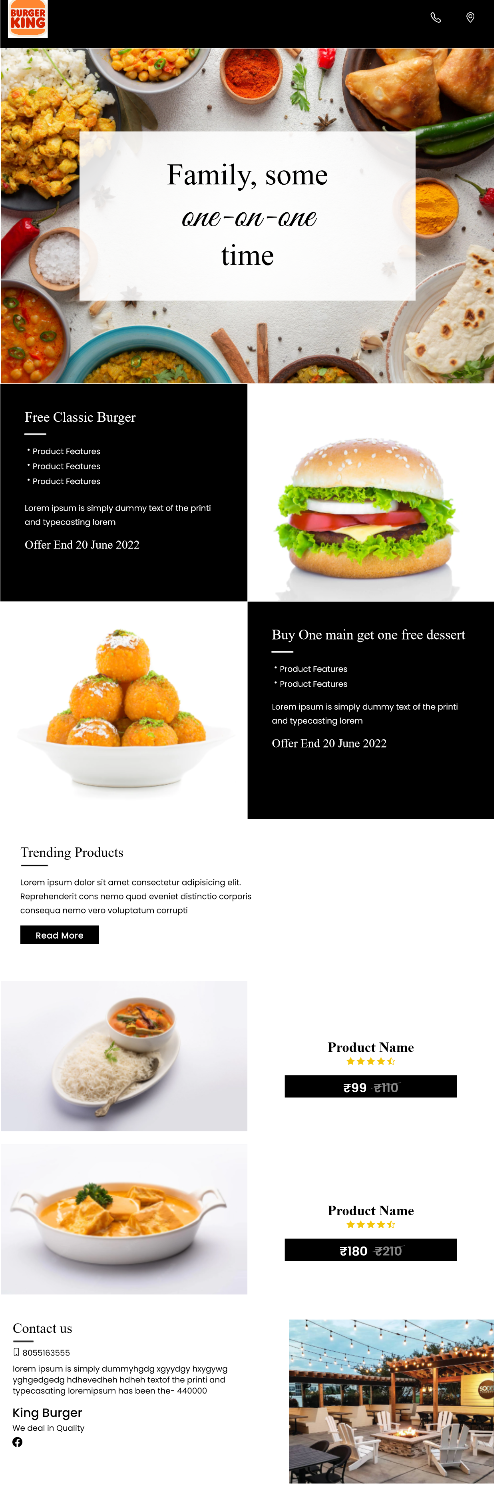 BURGER
KING
Family, some
one-on-one
time
Free Classic Burger
* Product Features
* Product Features
* Product Features
Lorem ipsum is simply dummy text of the printi
and typecasting lorem
Offer End 20 June 2022
Buy One main get one free dessert
* Product Features
* Product Features
Lorem ipsum is simply dummy text of the printi
and typecasting lorem
Offer End 20 June 2022
Trending Products
Lorem ipsum dolor sit amet consectetur adipisicing elit.
Reprehenderit cons nemo quod eveniet distinctio corporis
consequa nemo vero voluptatum corrupti
Read More
Product Name
₹99 ₹110
Product Name
₹180 ₹210
Contact us
8055163555
lorem ipsum is simply dummyhgdg xgyydgy hxygywg
yghgedgedg hdhevedheh hdheh textof the printi and
typecasating loremipsum has been the- 440000
King Burger
We deal in Quality